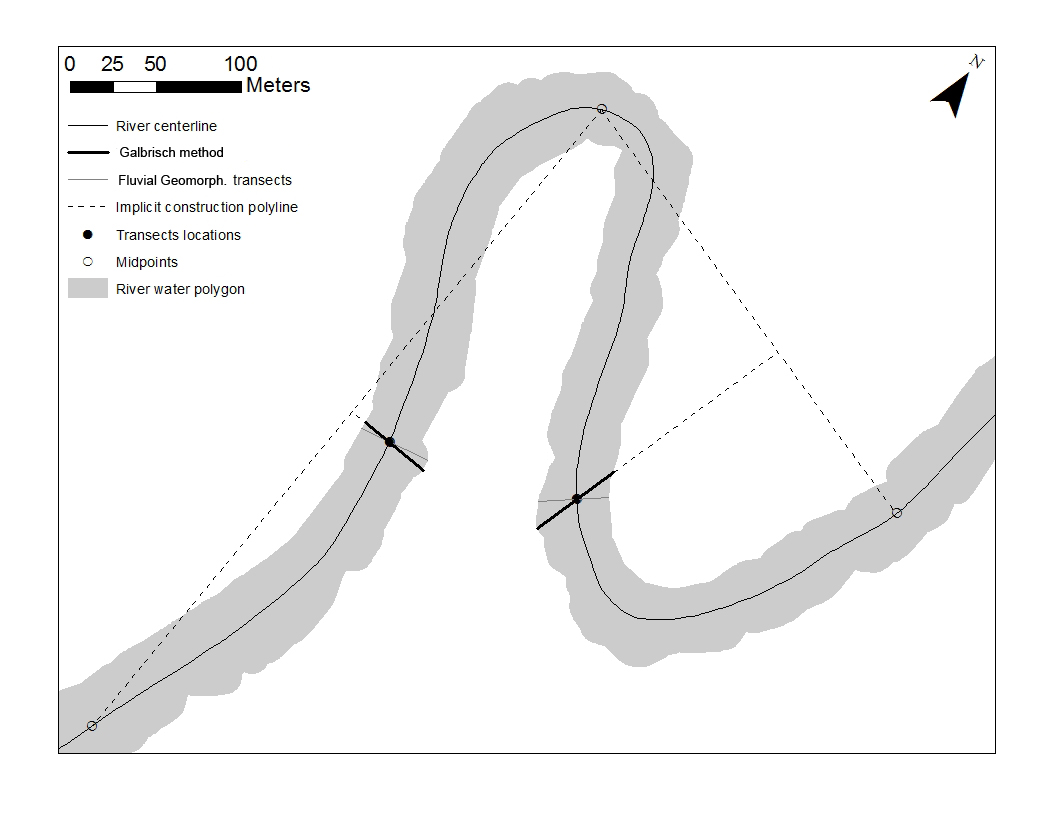 0 25 50 100
Meters
N
River centerline
Galbrisch method
Fluvial Geomorph. transects
Implicit construction polyline
Transects locations
Midpoints
River water polygon